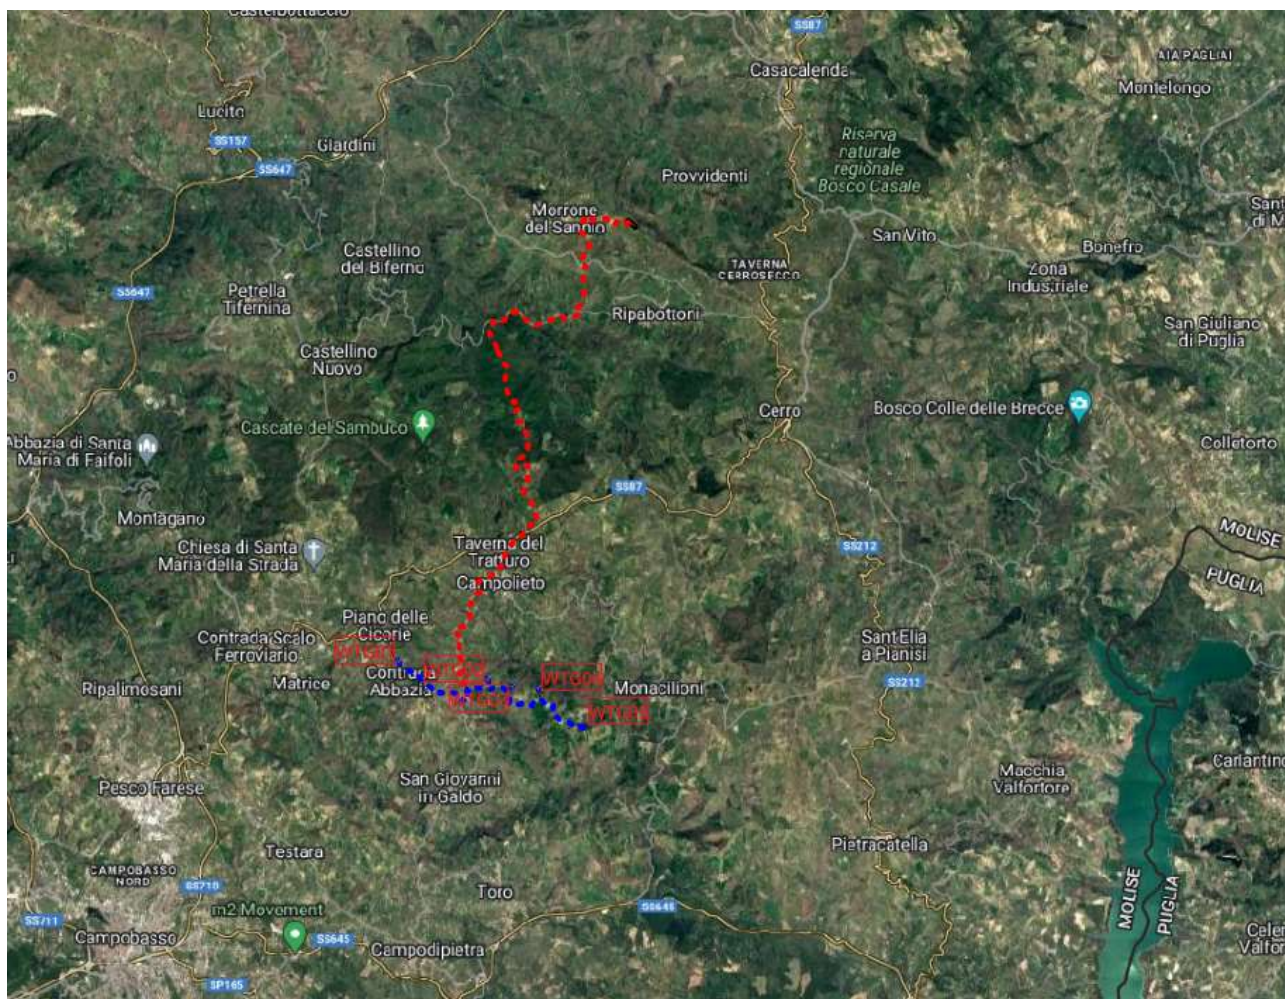 SS87
Casacalenda
AIA PAGLIAI
Montelongo
Lucito
SS157
Giardini
SS647
Riserva
naturale
regionale
Bosco Casale
Provvidenti
Morrone
del Sannio
Sant
di M
San Vito
Bonefro
Castellino
del Biferno
TAVERNA
CERROSECCO
Zona
Industriale
SS647
Petrella
Tifernina
Ripabottoni
San Giuliano
di Puglia
Castellino
Nuovo
Cerro
Bosco Colle delle Brecce
Cascate del Sambuco
Abbazia di Santa
Maria di Faifoli
Colletorto
SS87
Montagano
MOLISE
PUGLIA
Chiesa di Santa
Maria della Strada
Taverna del
Tratturo
Campolieto
SS212
Piano delle
Cicorie
Contrada Scalo
Ferroviario
Sant'Elia
a Pianisi
Contrada
Abbazia
Matrice
Ripalimosani
Monacilioni
SS212
San Giovanni
in Galdo
Macchia
Valfortore
Carlantino
Pesco Farese
Testara
Pietracatella
CAMPOBASSO
NORD
SS710
Toro
MOLISE
PUGLIA
SS645
m2 Movement
SS711
Campobasso
SS645
Campodipietra
Celen
Valfor
SP165